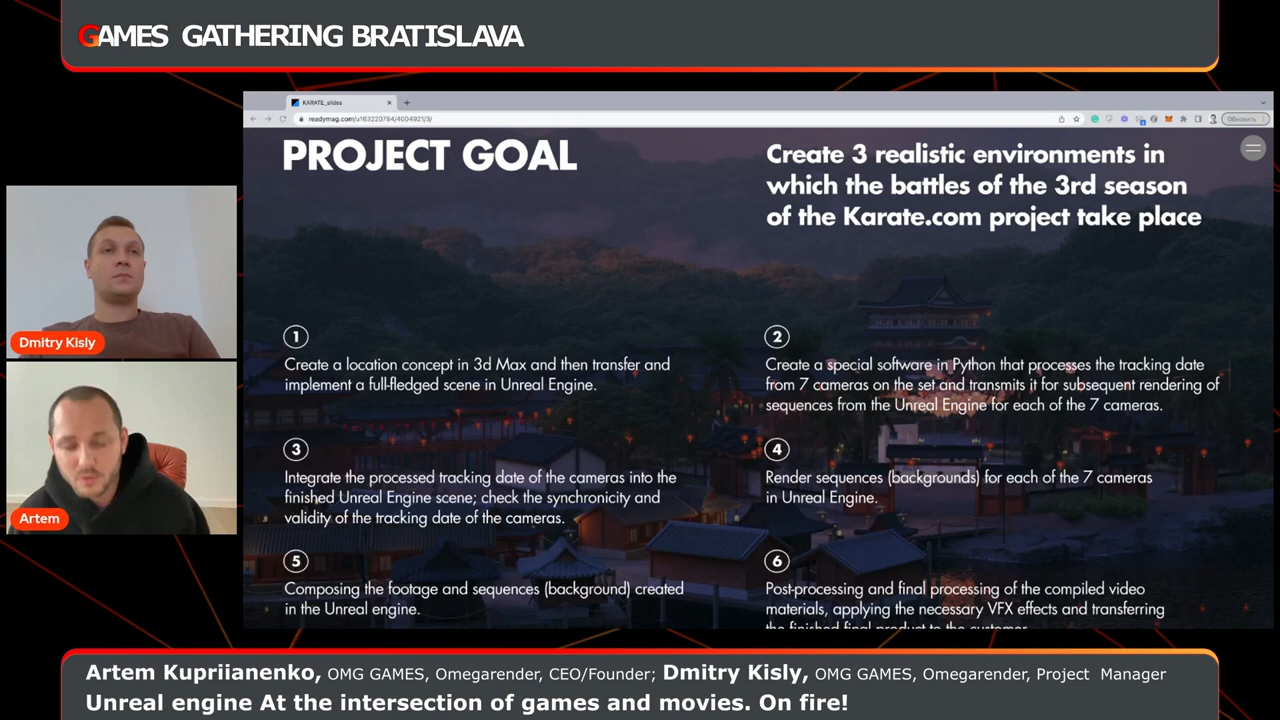 GAMES GATHERING BRATISLAVA
KARATE_slides
readymag.com/u163220784/4004921/3/
Обновить
PROJECT GOAL
Create 3 realistic environments in
which the battles of the 3rd season
of the Karate.com project take place
1
Create a location concept in 3d Max and then transfer and
implement a full-fledged scene in Unreal Engine.
2
Create a special software in Python that processes the tracking date
from 7 cameras on the set and transmits it for subsequent rendering of
sequences from the Unreal Engine for each of the 7 cameras.
3
Integrate the processed tracking date of the cameras into the
finished Unreal Engine scene; check the synchronicity and
validity of the tracking date of the cameras.
4
Render sequences (backgrounds) for each of the 7 cameras
in Unreal Engine.
5
Composing the footage and sequences (background) created
in the Unreal engine.
6
Post-processing and final processing of the compiled video
materials, applying the necessary VFX effects and transferring
the finished final product to the customer
Dmitry Kisly
Artem
Artem Kupriianenko, OMG GAMES, Omegarender, CEO/Founder; Dmitry Kisly, OMG GAMES, Omegarender, Project Manager
Unreal engine At the intersection of games and movies. On fire!